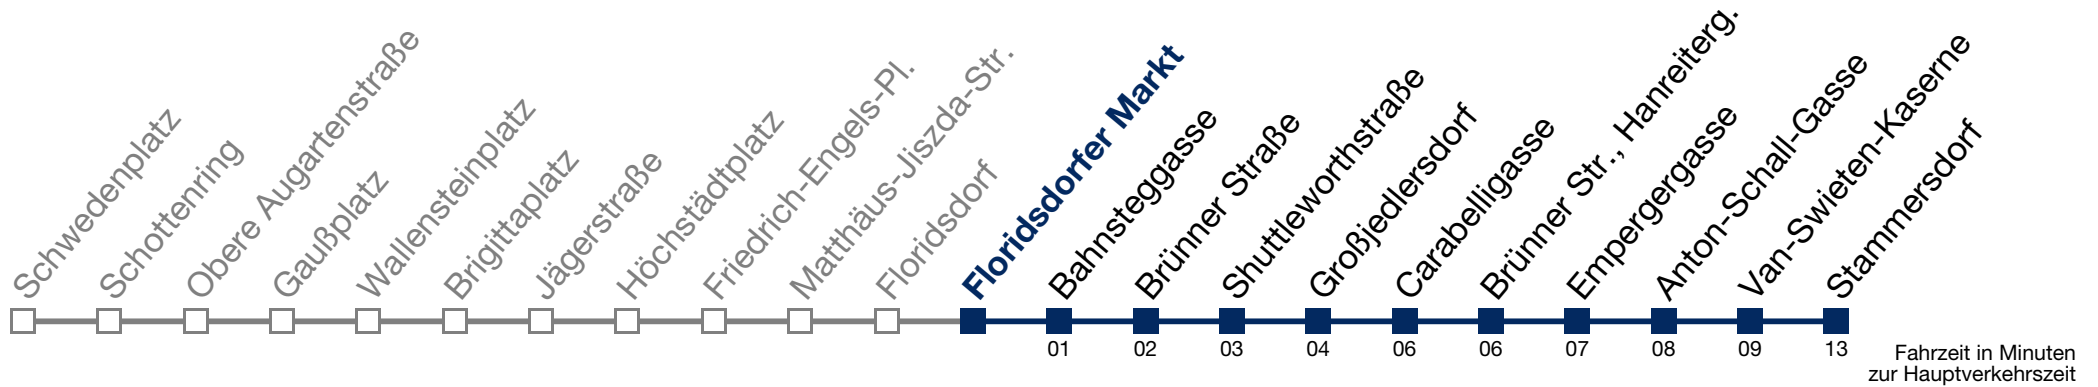 Schwedenplatz
Schottenring
Obere Augartenstraße
Gaußplatz
Wallensteinplatz
Brigittaplatz
Jägerstraße
Höchstädtplatz
Friedrich-Engels-Pl.
Matthäus-Jiszda-Str.
Floridsdorf
Floridsdorfer Markt
Bahnsteggasse
Brünner Straße
Shuttleworthstraße
Großjedlersdorf
Carabelligasse
Brünner Str., Hanreiterg.
Empergergasse
Anton-Schall-Gasse
Van-Swieten-Kaserne
Stammersdorf
01 02 03 04 06 06 07 08 09 13
Fahrzeit in Minuten
zur Hauptverkehrszeit